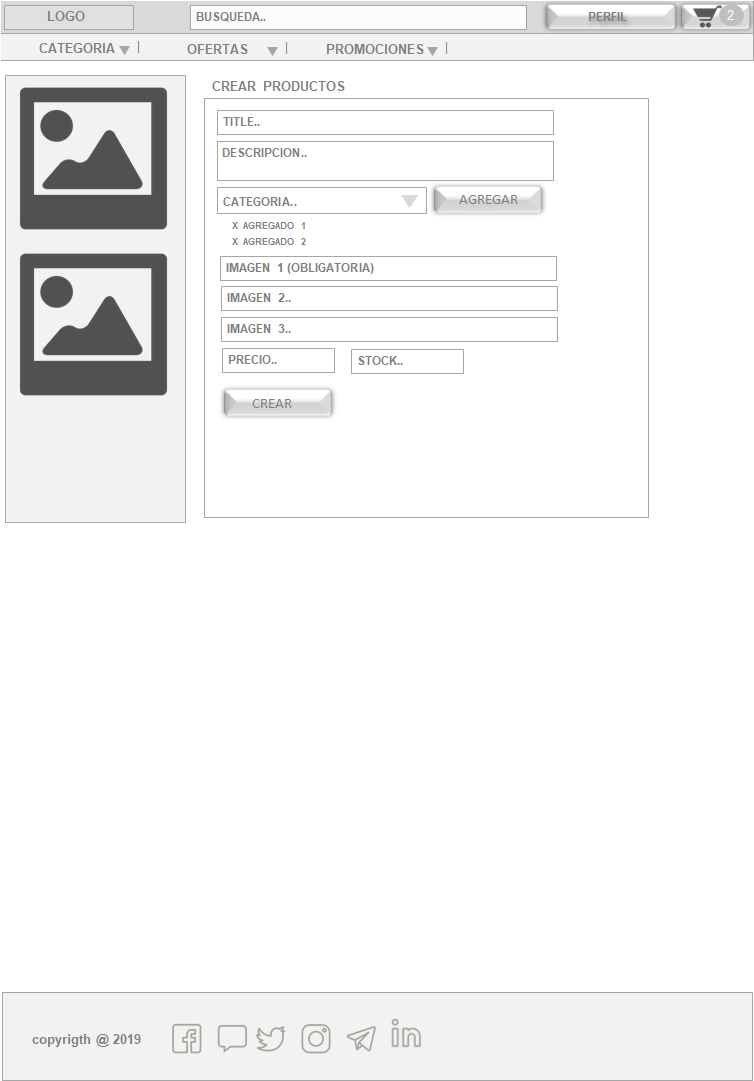 LOGO
BUSQUEDA..
PERFIL
2
CATEGORIA
OFERTAS
PROMOCIONES
CREAR PRODUCTOS
TITLE..
DESCRIPCION..
CATEGORIA..
AGREGAR
X AGREGADO 1
X AGREGADO 2
IMAGEN 1 (OBLIGATORIA)
IMAGEN 2..
IMAGEN 3..
PRECIO..
STOCK..
CREAR
copyrigth @ 2019
in